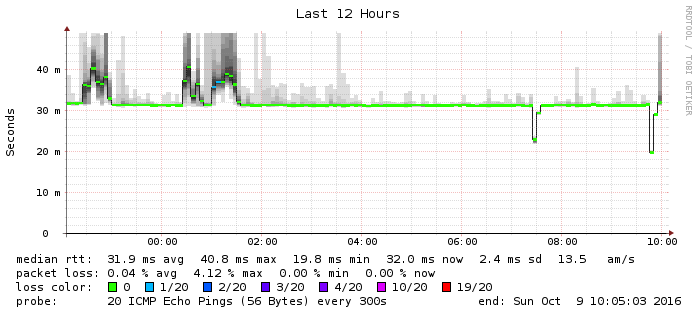 Last 12 Hours
RRDTOOL / TOBI OETIKER
Seconds
40 m
30 m
20 m
10 m
0
00:00 02:00 04:00 06:00 08:00 10:00
median rtt: 31.9 ms avg 40.8 ms max 19.8 ms min 32.0 ms now 2.4 ms sd 13.5 am/s
packet loss: 0.04 % avg 4.12 % max 0.00 % min 0.00 % now
loss color: 0 1/20 2/20 3/20 4/20 10/20 19/20
probe: 20 ICMP Echo Pings (56 Bytes) every 300s end: Sun Oct 9 10:05:03 2016